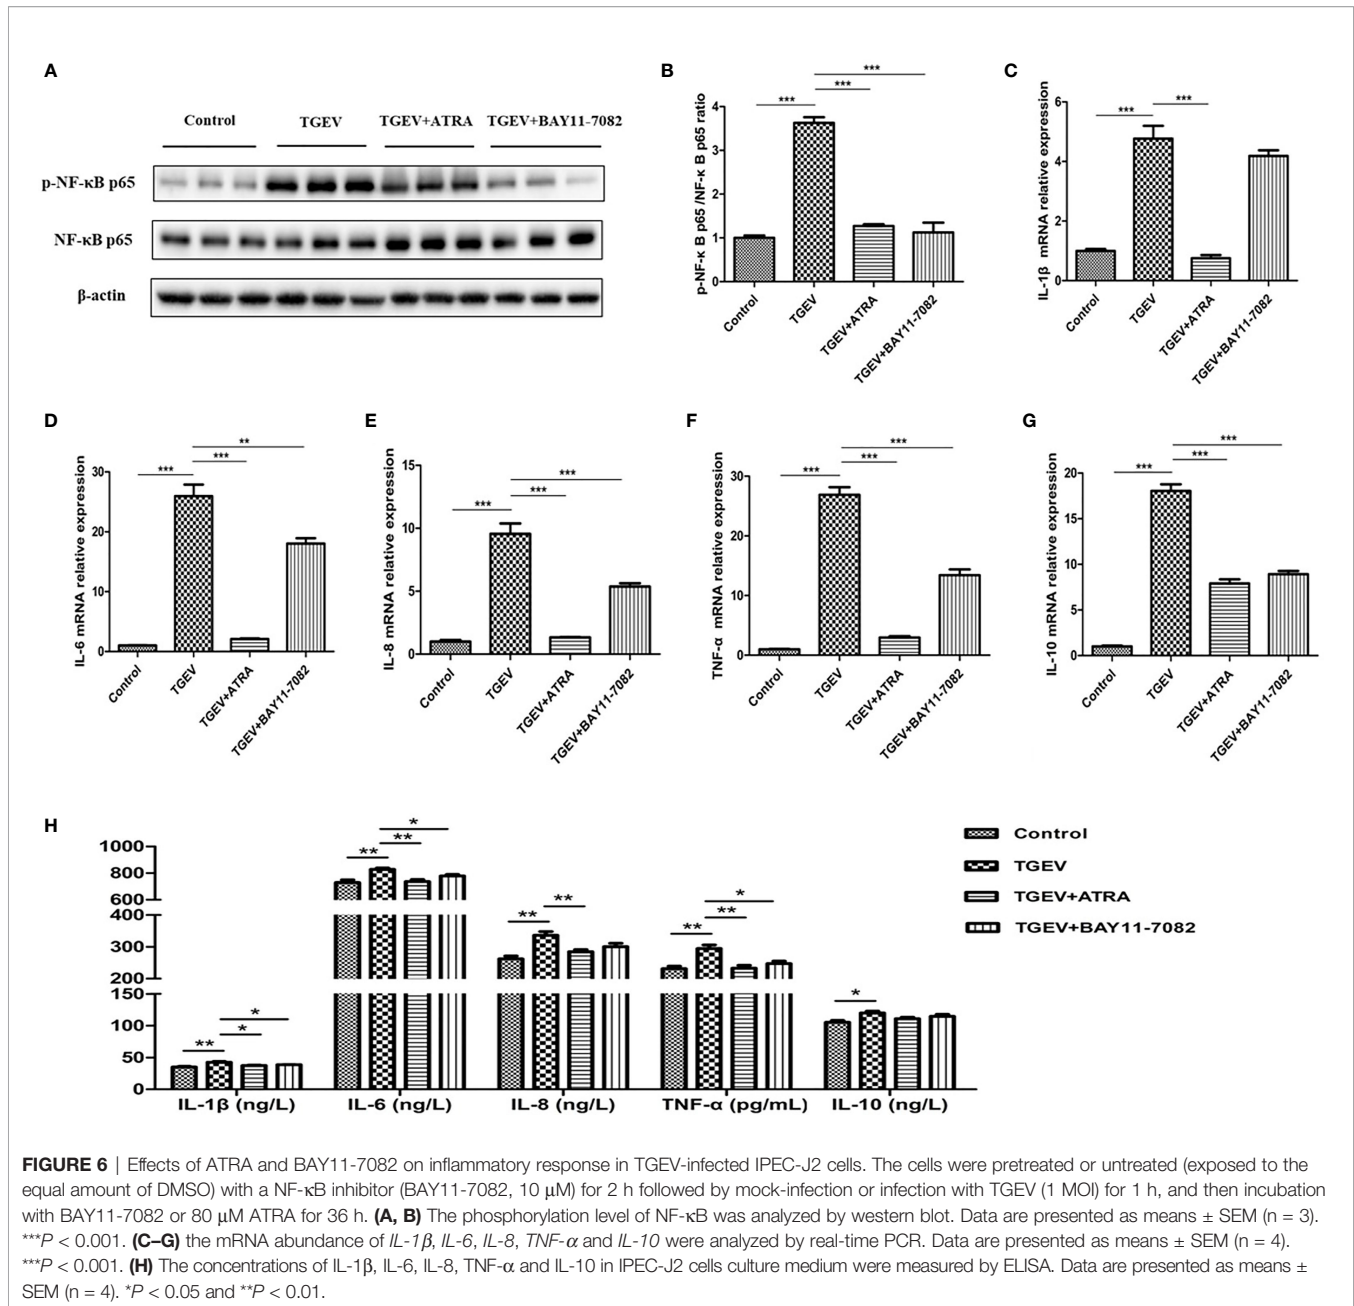 A
Control TGEV TGEV+ATRA TGEV+BAY11-7082
p-NF-κB p65
NF-κB p65
β-actin
B
*** *** ***
p-NF-κ B p65 /NF-κ B p65 ratio
4
3
2
1
0
Control TGEV TGEV+ATRA TGEV+BAY11-7082
C
*** ***
IL-1β mRNA relative expression
6
4
2
0
Control TGEV TGEV+ATRA TGEV+BAY11-7082
D
** *** ***
IL-6 mRNA relative expression
30
20
10
0
Control TGEV TGEV+ATRA TGEV+BAY11-7082
E
*** *** ***
IL-8 mRNA relative expression
15
10
5
0
Control TGEV TGEV+ATRA TGEV+BAY11-7082
F
*** *** ***
TNF-α mRNA relative expression
30
20
10
0
Control TGEV TGEV+ATRA TGEV+BAY11-7082
G
*** *** ***
IL-10 mRNA relative expression
20
15
10
5
0
Control TGEV TGEV+ATRA TGEV+BAY11-7082
H
1000
800
600
400
300
200
150
100
50
0
** * *
** ** *
** **
** ** *
*
IL-1β (ng/L) IL-6 (ng/L) IL-8 (ng/L) TNF-α (pg/mL) IL-10 (ng/L)
Control
TGEV
TGEV+ATRA
TGEV+BAY11-7082
FIGURE 6 | Effects of ATRA and BAY11-7082 on inflammatory response in TGEV-infected IPEC-J2 cells. The cells were pretreated or untreated (exposed to the
equal amount of DMSO) with a NF-κB inhibitor (BAY11-7082, 10 μM) for 2 h followed by mock-infection or infection with TGEV (1 MOI) for 1 h, and then incubation
with BAY11-7082 or 80 μM ATRA for 36 h. (A, B) The phosphorylation level of NF-κB was analyzed by western blot. Data are presented as means ± SEM (n = 3).
***P < 0.001. (C–G) the mRNA abundance of IL-1β, IL-6, IL-8, TNF-α and IL-10 were analyzed by real-time PCR. Data are presented as means ± SEM (n = 4).
***P < 0.001. (H) The concentrations of IL-1β, IL-6, IL-8, TNF-α and IL-10 in IPEC-J2 cells culture medium were measured by ELISA. Data are presented as means ±
SEM (n = 4). *P < 0.05 and **P < 0.01.